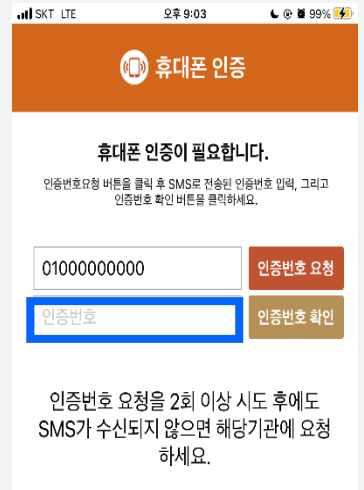 SKT LTE 오후 9:03 99%
휴대폰 인증
휴대폰 인증이 필요합니다.
인증번호요청 버튼을 클릭 후 SMS로 전송된 인증번호 입력, 그리고
인증번호 확인 버튼을 클릭하세요.
01000000000 인증번호 요청
인증번호 인증번호 확인
인증번호 요청을 2회 이상 시도 후에도
SMS가 수신되지 않으면 해당기관에 요청
하세요.